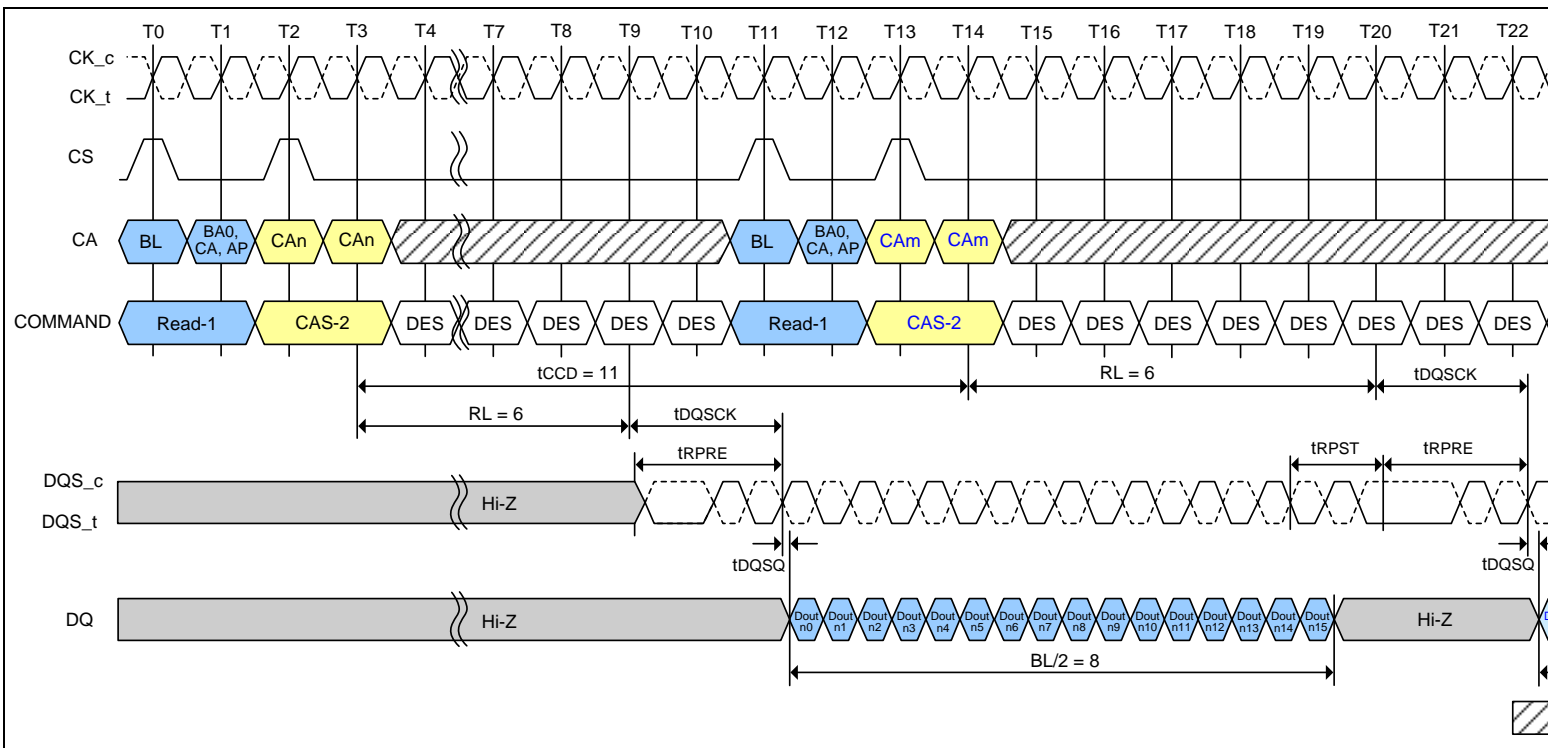 T0 T1 T2 T3 T4 T7 T8 T9 T10 T11 T12 T13 T14 T15 T16 T17 T18 T19 T20 T21 T22
CK_c
CK_t
CS
CA BL BA0, CA, AP CAn CAn BL BA0, CA, AP CAm CAm
COMMAND Read-1 CAS-2 DES DES DES DES DES Read-1 CAS-2 DES DES DES DES DES DES DES DES
tCCD = 11 RL = 6 tDQSCK
RL = 6 tDQSCK
tRPRE tRPST tRPRE
DQS_c
Hi-Z
DQS_t
tDQSQ tDQSQ
DQ Hi-Z Dout n0 Dout n1 Dout n2 Dout n3 Dout n4 Dout n5 Dout n6 Dout n7 Dout n8 Dout n9 Dout n10 Dout n11 Dout n12 Dout n13 Dout n14 Dout n15 Hi-Z
BL/2 = 8